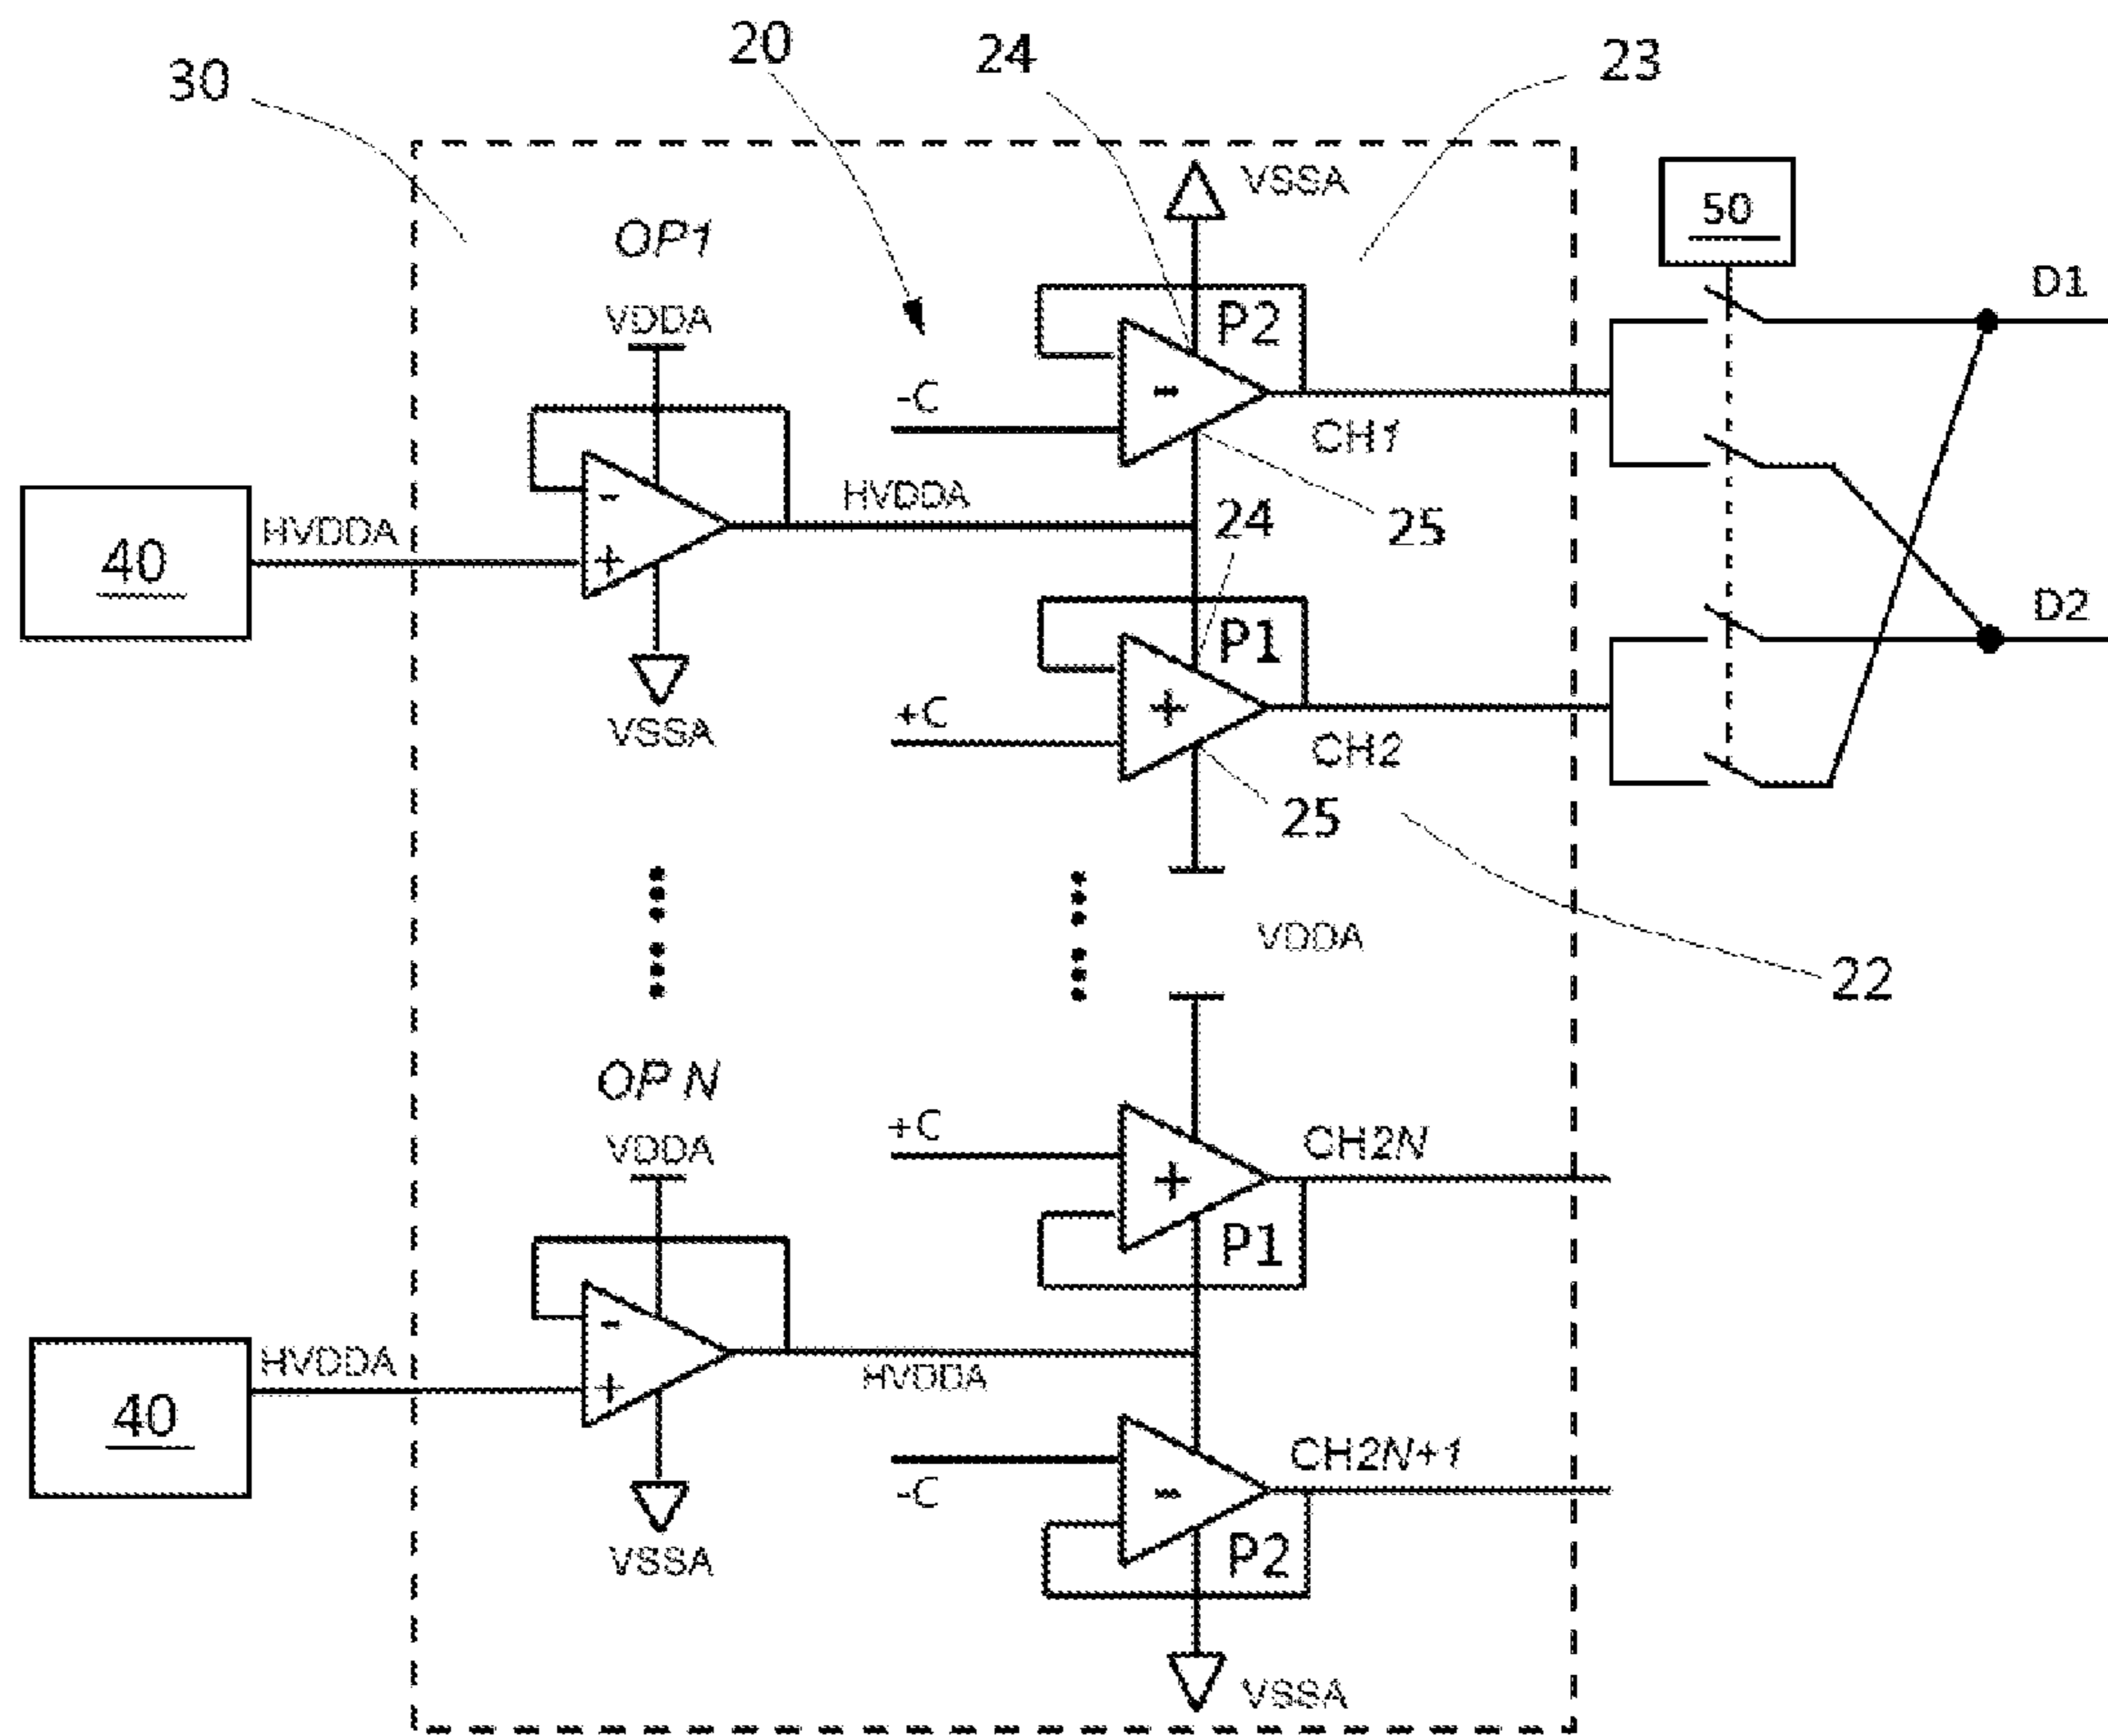 20
24
23
30
VSSA
50
OP1
D1
VDDA
P2
-
-C
CH1
HVDDA
25
-
24
40
HVDDA
+
D2
P1
+C
+
VSSA
CH2
25
VDDA
22
OP N
+C
CH2N
VDDA
+
P1
-
HVDDA
HVDDA
40
+
CH2N+1
-C
-
P2
VSSA
VSSA